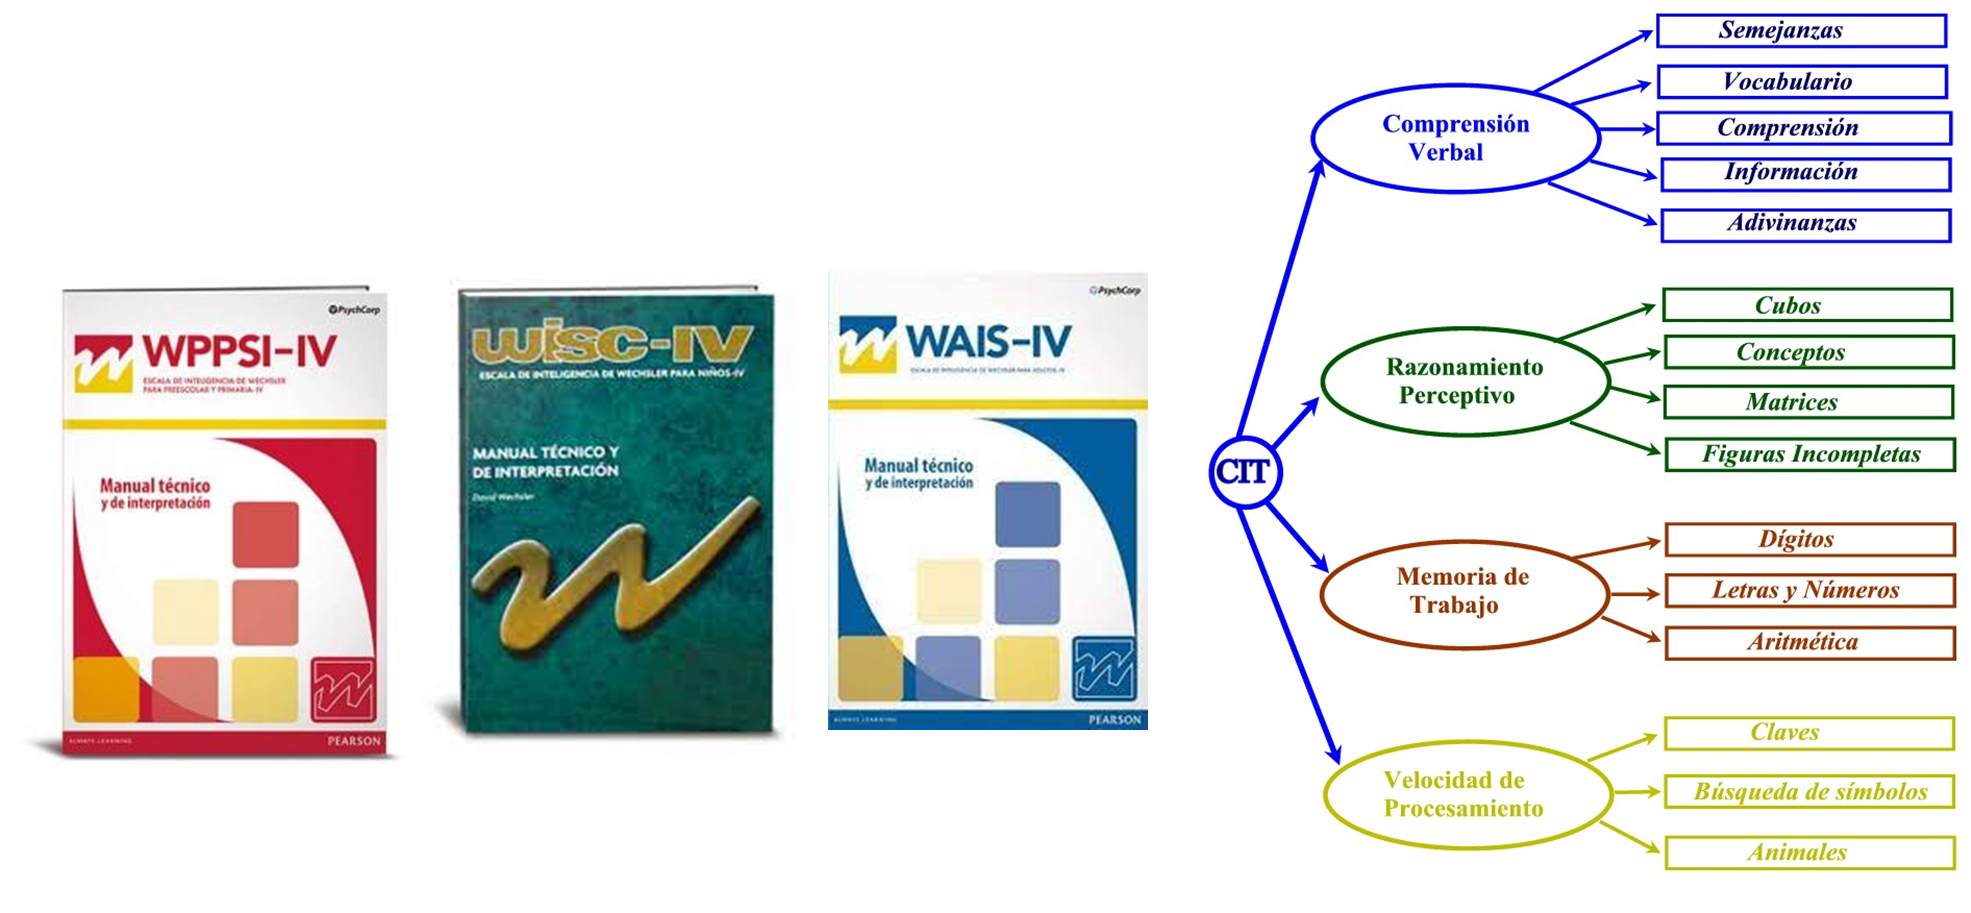 PsychCorp
WPPSI-IV
ESCALA DE INTELIGENCIA DE WECHSLER
PARA PREESCOLAR Y PRIMARIA-IV
Manual técnico
y de interpretación
ALWAYS LEARNING
PEARSON
WISC-IV
ESCALA DE INTELIGENCIA DE WECHSLER PARA NIÑOS-IV
MANUAL TÉCNICO Y
DE INTERPRETACIÓN
David Wechsler
PsychCorp
WAIS-IV
ESCALA DE INTELIGENCIA DE WECHSLER PARA ADULTOS-IV
Manual técnico
y de interpretación
ALWAYS LEARNING
PEARSON
CIT
Comprensión
Verbal
Semejanzas
Vocabulario
Comprensión
Información
Adivinanzas
Razonamiento
Perceptivo
Cubos
Conceptos
Matrices
Figuras Incompletas
Memoria de
Trabajo
Dígitos
Letras y Números
Aritmética
Velocidad de
Procesamiento
Claves
Búsqueda de símbolos
Animales